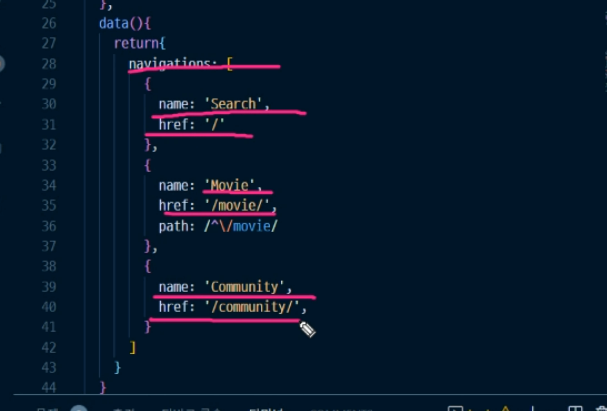 25 },
26 data(){
27 return{
28 navigations: [
29 {
30 name: 'Search',
31 href: '/'
32 },
33 {
34 name: 'Movie',
35 href: '/movie/',
36 path: /^\/movie/
37 },
38 {
39 name: 'Community',
40 href: '/community/',
41 }
42 ]
43 }
44 }